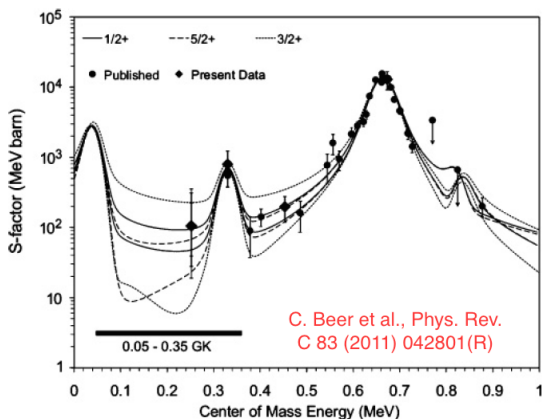 10⁵
1/2+ 5/2+ 3/2+
Published Present Data
10⁴
10³
10²
10
1
S-factor (MeV barn)
C. Beer et al., Phys. Rev.
C 83 (2011) 042801(R)
0.05 - 0.35 GK
0 0.1 0.2 0.3 0.4 0.5 0.6 0.7 0.8 0.9 1
Center of Mass Energy (MeV)